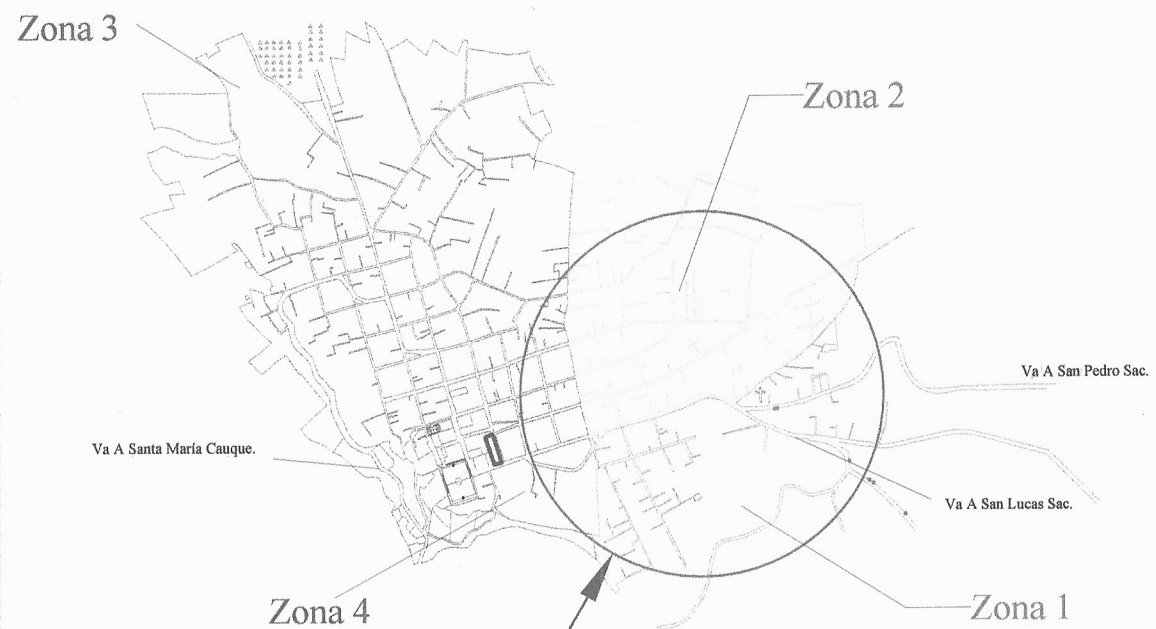 Zona 3
Zona 2
Va A San Pedro Sac.
Va A Santa María Cauque.
Va A San Lucas Sac.
Zona 4
Zona 1